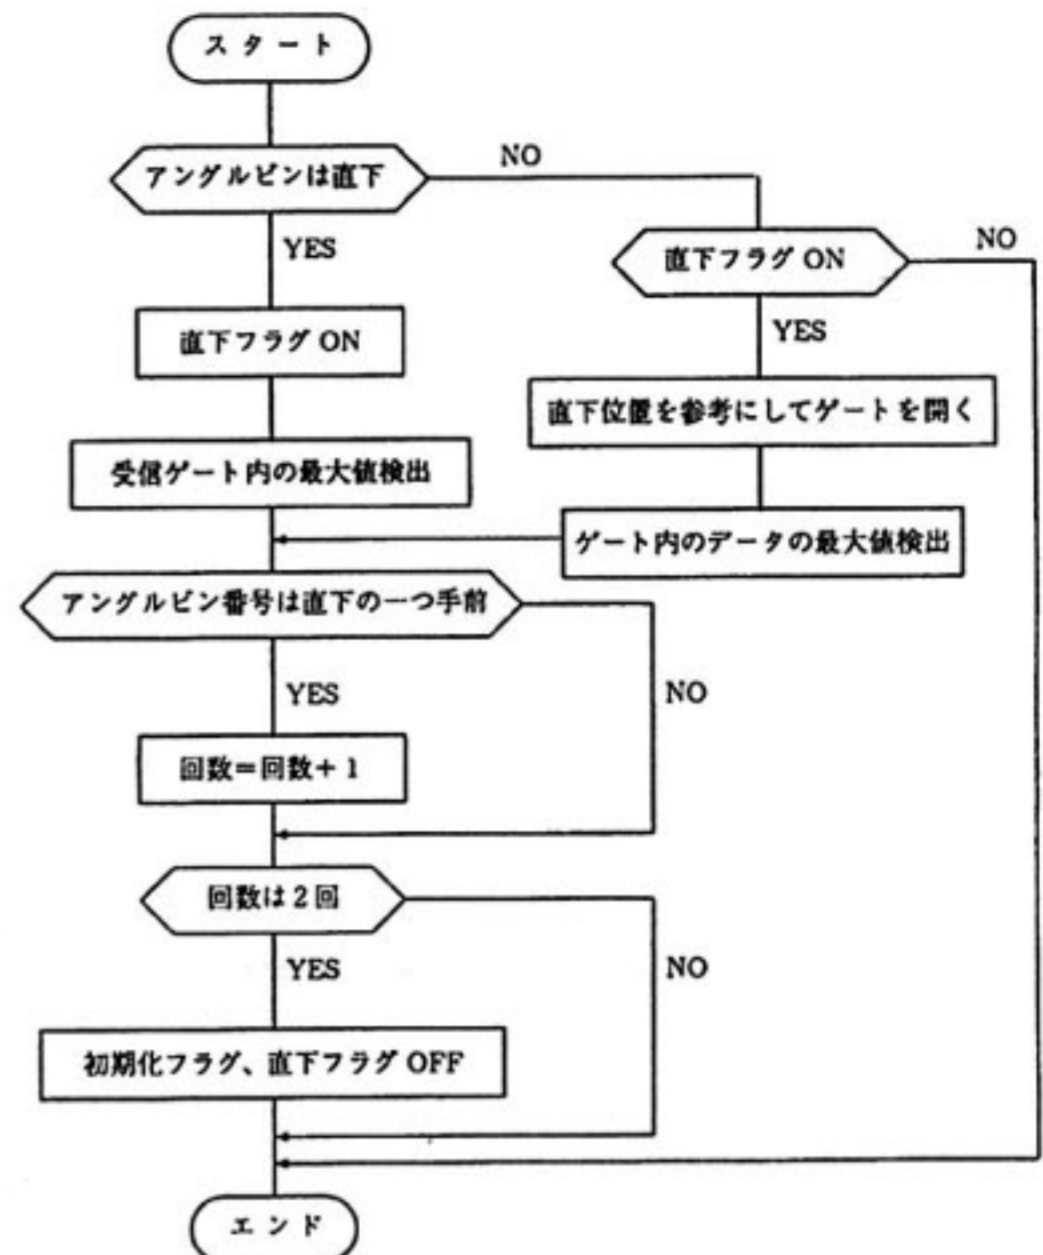 スタート
アングルビンは直下
NO
YES
直下フラグ ON
NO
直下フラグ ON
YES
直下位置を参考にしてゲートを開く
受信ゲート内の最大値検出
ゲート内のデータの最大値検出
アングルビン番号は直下の一つ手前
YES
NO
回数=回数+1
回数は2回
YES
NO
初期化フラグ、直下フラグ OFF
エンド